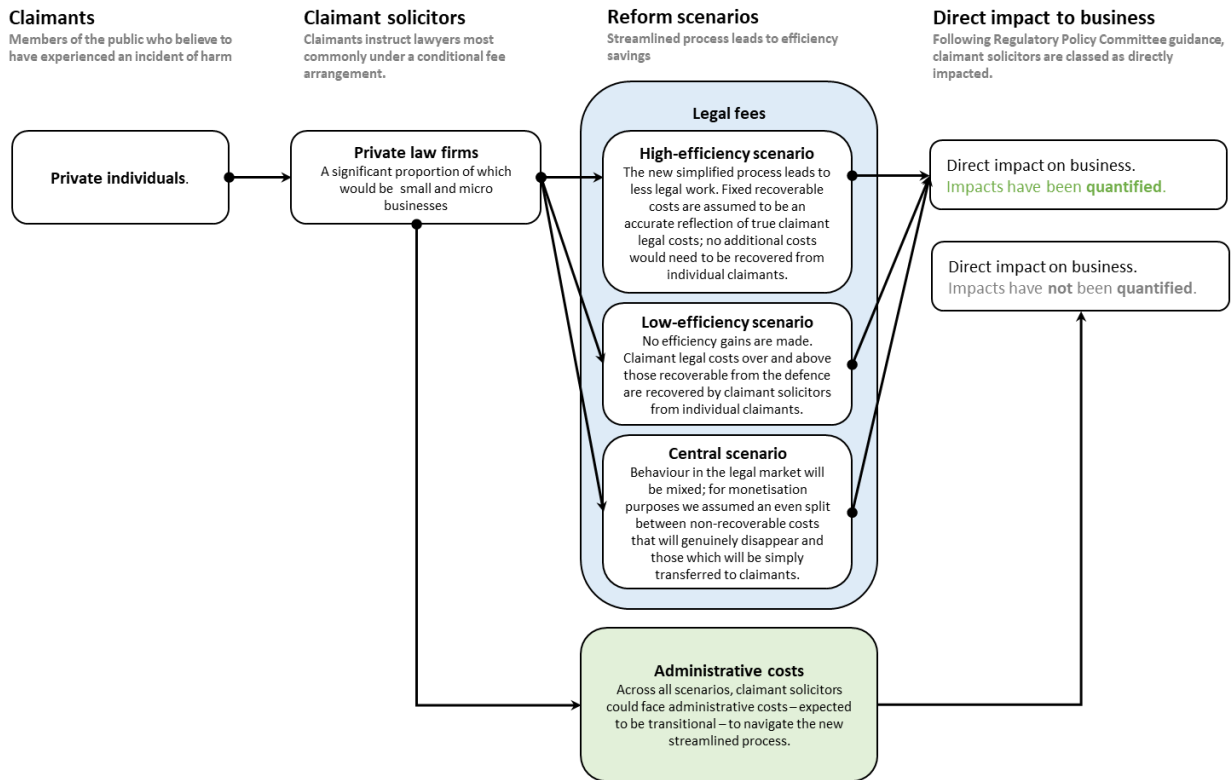 Claimants
Members of the public who believe to
have experienced an incident of harm
Claimant solicitors
Claimants instruct lawyers most
commonly under a conditional fee
arrangement.
Reform scenarios
Streamlined process leads to efficiency
savings
Direct impact to business
Following Regulatory Policy Committee guidance,
claimant solicitors are classed as directly
impacted.
Private individuals.
Private law firms
A significant proportion of which
would be small and micro
businesses
Legal fees
High-efficiency scenario
The new simplified process leads to
less legal work. Fixed recoverable
costs are assumed to be an
accurate reflection of true claimant
legal costs; no additional costs
would need to be recovered from
individual claimants.
Low-efficiency scenario
No efficiency gains are made.
Claimant legal costs over and above
those recoverable from the defence
are recovered by claimant solicitors
from individual claimants.
Central scenario
Behaviour in the legal market will
be mixed; for monetisation
purposes we assumed an even split
between non-recoverable costs
that will genuinely disappear and
those which will be simply
transferred to claimants.
Administrative costs
Across all scenarios, claimant solicitors
could face administrative costs – expected
to be transitional – to navigate the new
streamlined process.
Direct impact on business.
Impacts have been quantified.
Direct impact on business.
Impacts have not been quantified.